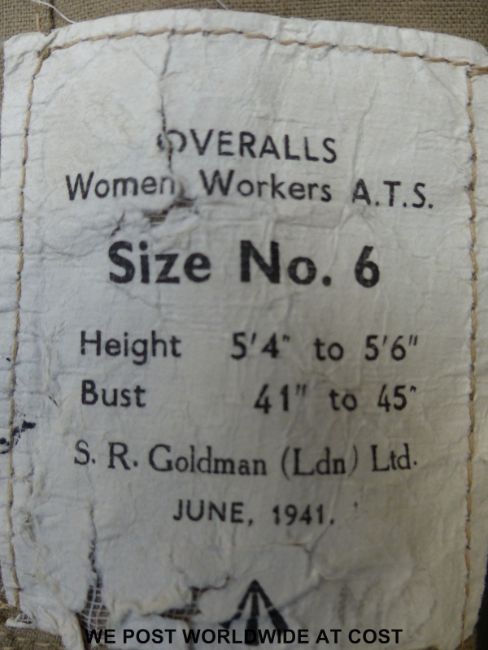 OVERALLS
Women Workers A.T.S.
Size No. 6
Height 5'4" to 5'6"
Bust 41" to 45"
S. R. Goldman (Ldn) Ltd.
JUNE, 1941.
WE POST WORLDWIDE AT COST